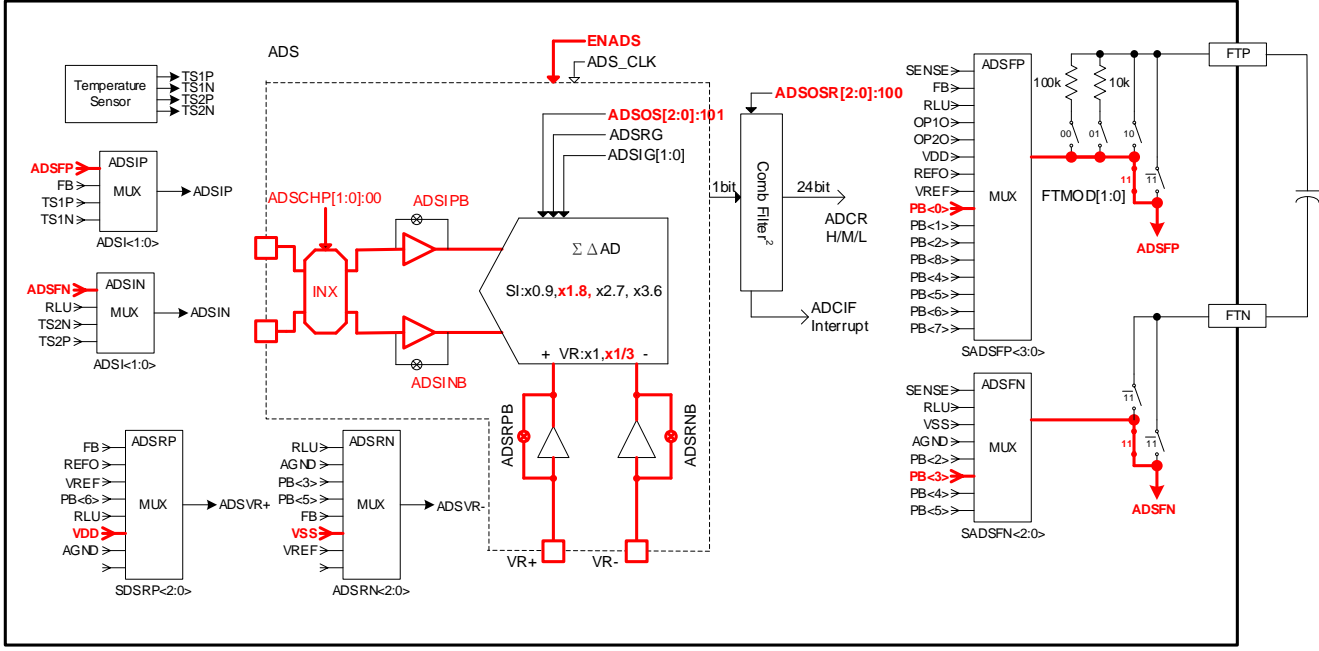 ADS
ENADS
ADS_CLK
Temperature
Sensor
TS1P
TS1N
TS2P
TS2N
ADSFP
FB
TS1P
TS1N
ADSIP
MUX
ADSIP
ADSI<1:0>
ADSFN
RLU
TS2N
TS2P
ADSIN
MUX
ADSIN
ADSI<1:0>
ADSOS[2:0]:101
ADSRG
ADSIG[1:0]
ADSCHP[1:0]:00
ADSIPB
INX
ADSINB
Σ Δ AD
SI:x0.9,x1.8, x2.7, x3.6
+ VR:x1,x1/3 -
ADSRPB
ADSRNB
VR+
VR-
ADSOSR[2:0]:100
1bit
Comb Filter2
24bit
ADCR
H/M/L
ADCIF
Interrupt
FB
REFO
VREF
PB<6>
RLU
VDD
AGND
ADSRP
MUX
ADSVR+
SDSRP<2:0>
RLU
AGND
PB<3>
PB<5>
FB
VSS
VREF
ADSRN
MUX
ADSVR-
ADSRN<2:0>
SENSE
FB
RLU
OP1O
OP2O
VDD
REFO
VREF
PB<0>
PB<1>
PB<2>
PB<8>
PB<4>
PB<5>
PB<6>
PB<7>
ADSFP
MUX
SADSFP<3:0>
100k
10k
00
01
10
11
11
FTMOD[1:0]
ADSFP
FTP
FTN
SENSE
RLU
VSS
AGND
PB<2>
PB<3>
PB<4>
PB<5>
ADSFN
MUX
SADSFN<2:0>
11
11
11
ADSFN